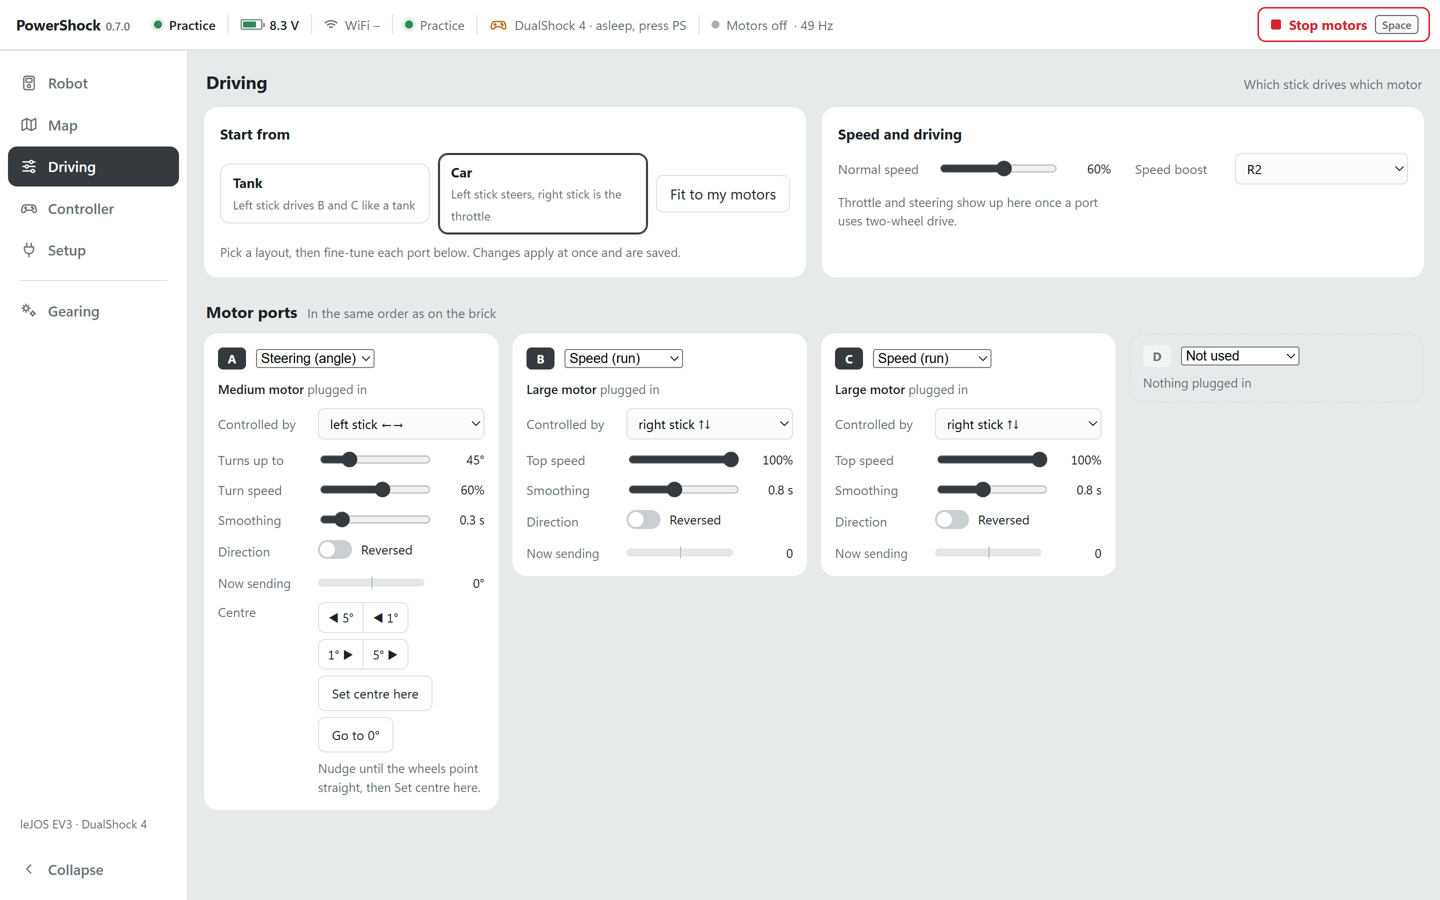 PowerShock 0.7.0
Practice
8.3 V
WiFi –
Practice
DualShock 4 · asleep, press PS
Motors off · 49 Hz
Stop motors
Space
Robot
Map
Driving
Controller
Setup
Gearing
leJOS EV3 · DualShock 4
Collapse
Driving
Which stick drives which motor
Start from
Tank
Left stick drives B and C like a tank
Car
Left stick steers, right stick is the
throttle
Fit to my motors
Pick a layout, then fine-tune each port below. Changes apply at once and are saved.
Speed and driving
Normal speed
60%
Speed boost
R2
Throttle and steering show up here once a port
uses two-wheel drive.
Motor ports
In the same order as on the brick
A
Steering (angle)
Medium motor plugged in
Controlled by
left stick ←→
Turns up to
45°
Turn speed
60%
Smoothing
0.3 s
Direction
Reversed
Now sending
0°
Centre
◀ 5°
◀ 1°
1° ▶
5° ▶
Set centre here
Go to 0°
Nudge until the wheels point
straight, then Set centre here.
B
Speed (run)
Large motor plugged in
Controlled by
right stick ↑↓
Top speed
100%
Smoothing
0.8 s
Direction
Reversed
Now sending
0
C
Speed (run)
Large motor plugged in
Controlled by
right stick ↑↓
Top speed
100%
Smoothing
0.8 s
Direction
Reversed
Now sending
0
D
Not used
Nothing plugged in